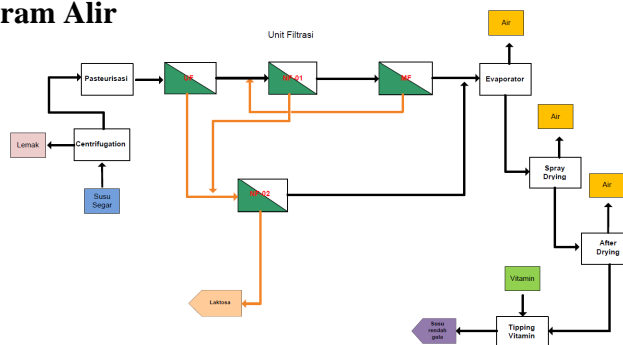 ram Alir
Unit Filtrasi
Air
Pasteurisasi
UF
NF 01
MF
Evaporator
Air
Lemak
Centrifugation
Spray
Drying
Air
Susu
Segar
NF 02
After
Drying
Vitamin
Laktosa
Susu
rendah
gula
Tipping
Vitamin